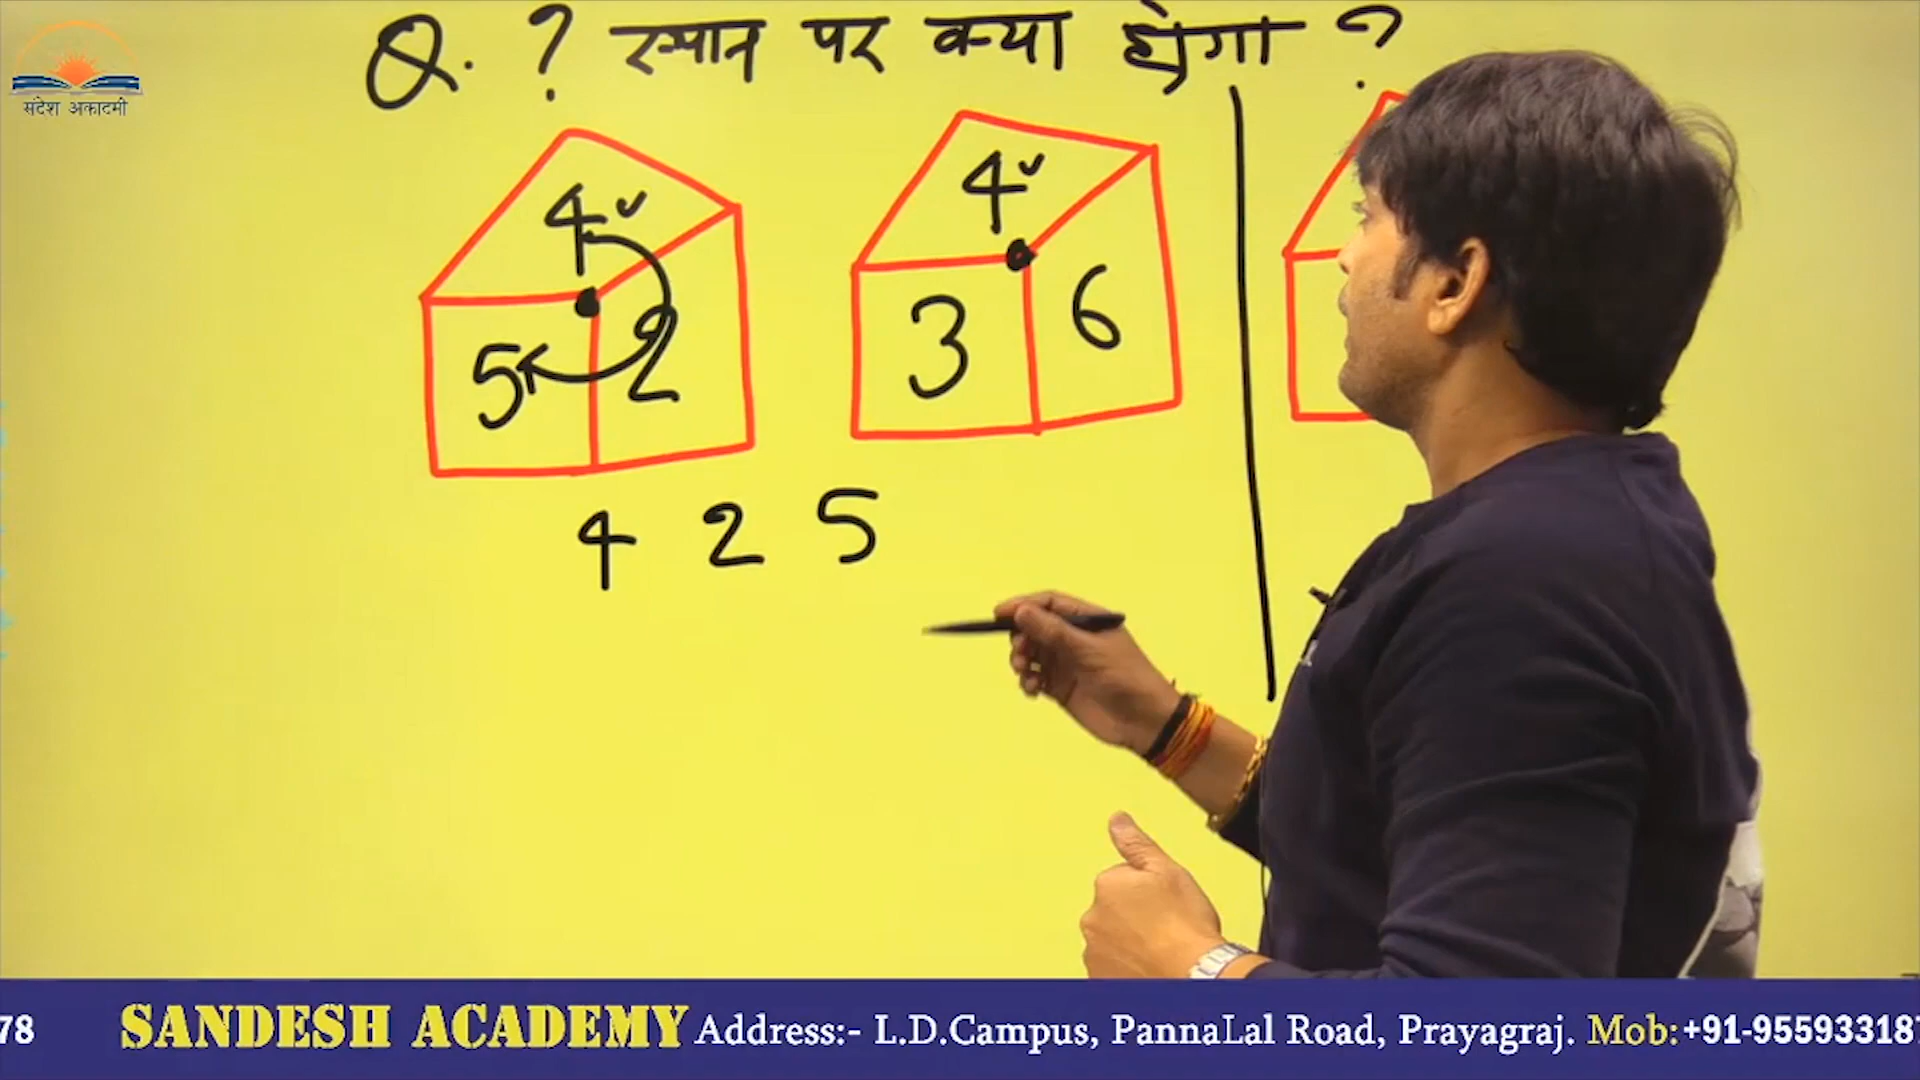 संदेश अकादमी
Q. ? स्थान पर क्या होगा ?
4
5 2
4
3 6
4 2 5
78 SANDESH ACADEMY Address:- L.D.Campus, PannaLal Road, Prayagraj. Mob:+91-955933187